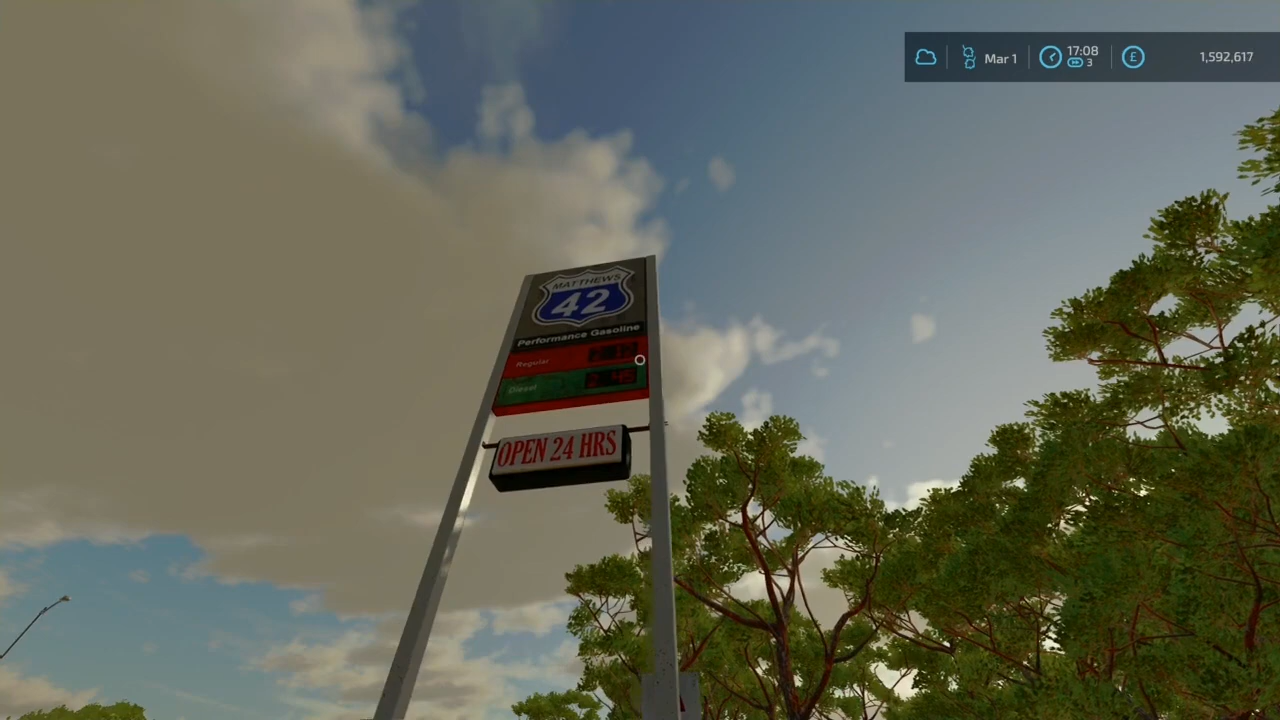 Mar 1
17:08
3
£
1,592,617
MATTHEWS
42
Performance Gasoline
Regular
Diesel
OPEN 24 HRS